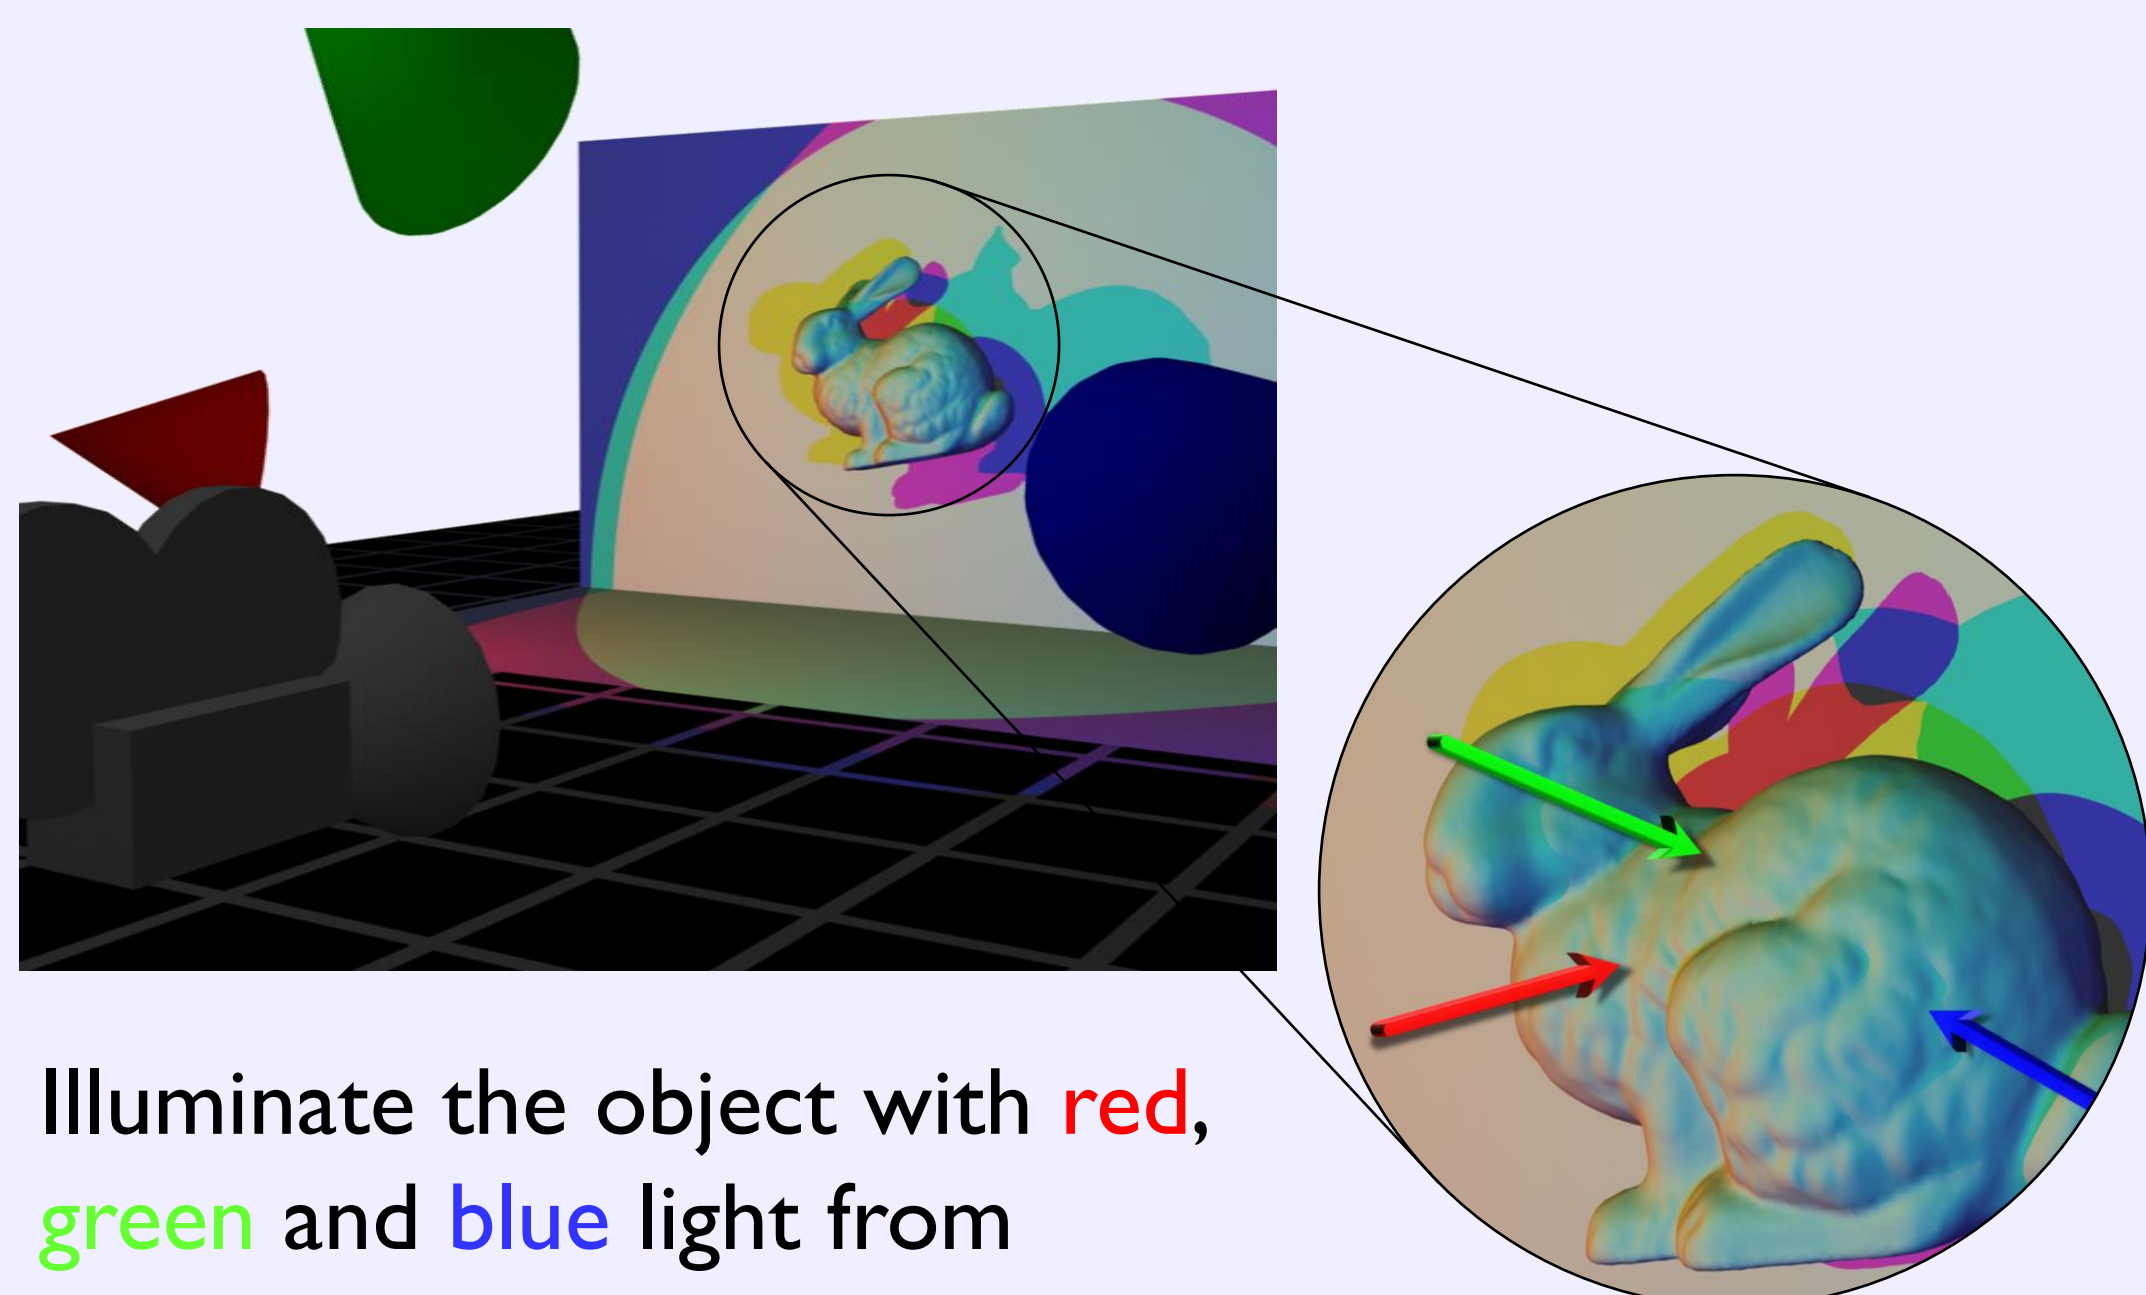 Illuminate the object with red,
green and blue light from